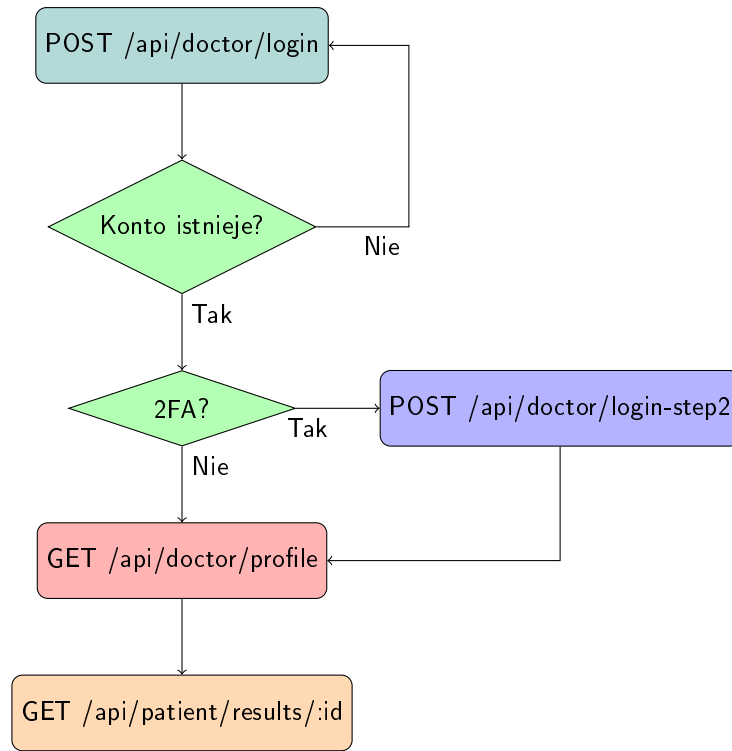 POST /api/doctor/login
Konto istnieje?
Nie
Tak
2FA?
Tak
POST /api/doctor/login-step2
Nie
GET /api/doctor/profile
GET /api/patient/results/:id